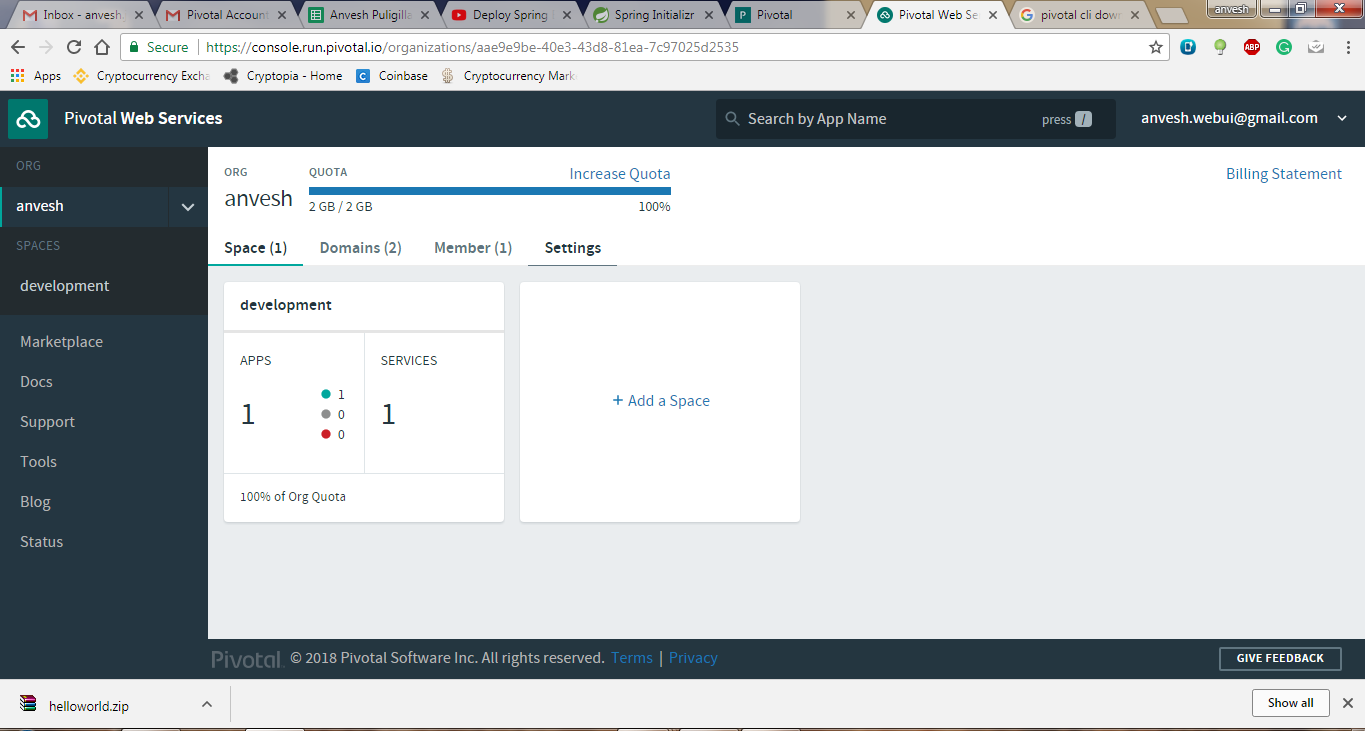 Inbox - anvesh.
Pivotal Account
Anvesh Puligilla
Deploy Spring
Spring Initializr
Pivotal
Pivotal Web Se
pivotal cli down
anvesh
Secure
https://console.run.pivotal.io/organizations/aae9e9be-40e3-43d8-81ea-7c97025d2535
ABP
Apps
Cryptocurrency Excha
Cryptopia - Home
Coinbase
Cryptocurrency Mark
Pivotal Web Services
Search by App Name
press /
anvesh.webui@gmail.com
ORG
anvesh
SPACES
development
Marketplace
Docs
Support
Tools
Blog
Status
ORG
anvesh
QUOTA
Increase Quota
2 GB / 2 GB
100%
Billing Statement
Space (1)
Domains (2)
Member (1)
Settings
development
APPS
1
1
0
0
SERVICES
1
100% of Org Quota
+ Add a Space
Pivotal. © 2018 Pivotal Software Inc. All rights reserved. Terms | Privacy
GIVE FEEDBACK
helloworld.zip
Show all